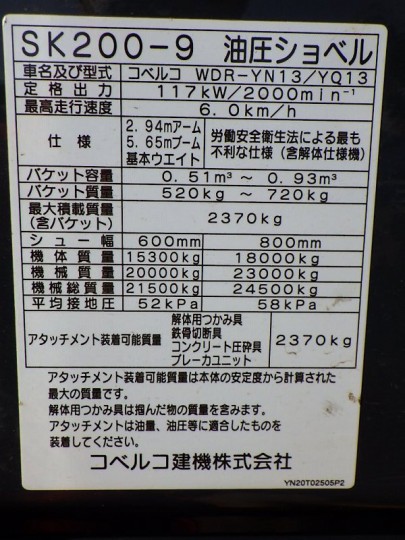 SK200-9 油圧ショベル
車名及び型式 コベルコ WDR-YN13/YQ13
定格出力 117kW/2000min⁻¹
最高走行速度 6.0km/h
仕様 2.94mアーム 5.65mブーム 基本ウエイト 労働安全衛生法による最も不利な仕様(含解体仕様機)
バケット容量 0.51m³ ~ 0.93m³
バケット質量 520kg ~ 720kg
最大積載質量(含バケット) 2370kg
シュー幅 600mm 800mm
機体質量 15300kg 18000kg
機械質量 20000kg 23000kg
機械総質量 21500kg 24500kg
平均接地圧 52kPa 58kPa
アタッチメント装着可能質量 解体用つかみ具 鉄骨切断具 コンクリート圧砕具 ブレーカユニット 2370kg
アタッチメント装着可能質量は本体の安定度から計算された
最大の質量です。
解体用つかみ具は掴んだ物の質量を含みます。
アタッチメントは油量、油圧等に適合したものを
装着してください。
コベルコ建機株式会社
YN20T02505P2